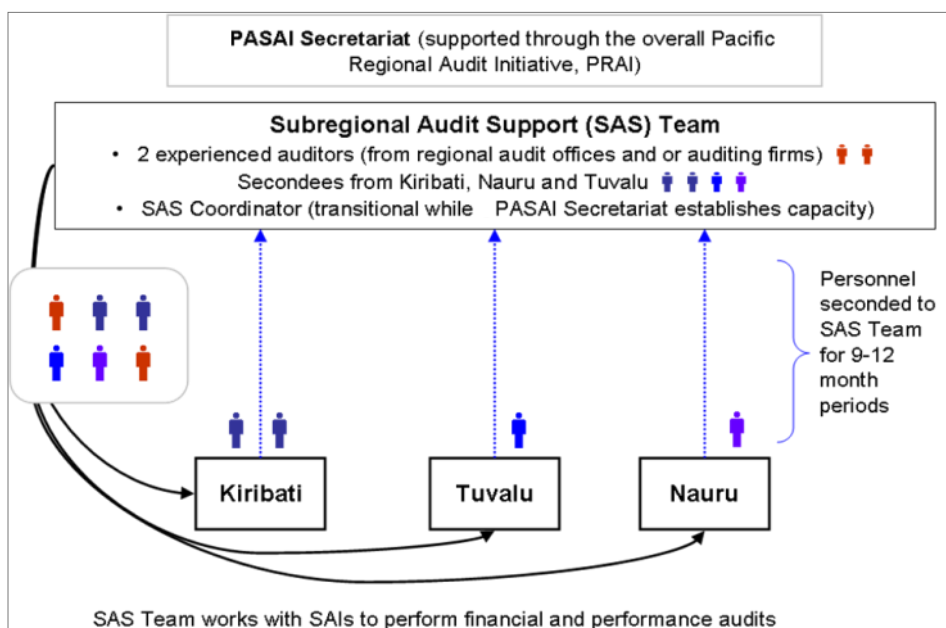 PASAI Secretariat (supported through the overall Pacific
Regional Audit Initiative, PRAI)
Subregional Audit Support (SAS) Team
• 2 experienced auditors (from regional audit offices and or auditing firms)
Secondees from Kiribati, Nauru and Tuvalu
• SAS Coordinator (transitional while PASAI Secretariat establishes capacity)
Personnel
seconded to
SAS Team
for 9-12
month
periods
Kiribati
Tuvalu
Nauru
SAS Team works with SAIs to perform financial and performance audits